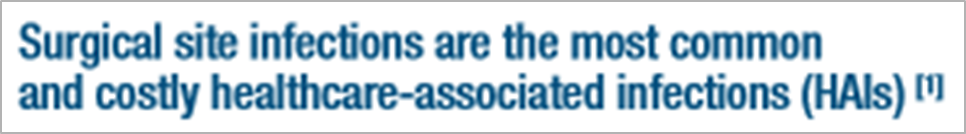 Surgical site infections are the most common
and costly healthcare-associated infections (HAIs) [1]